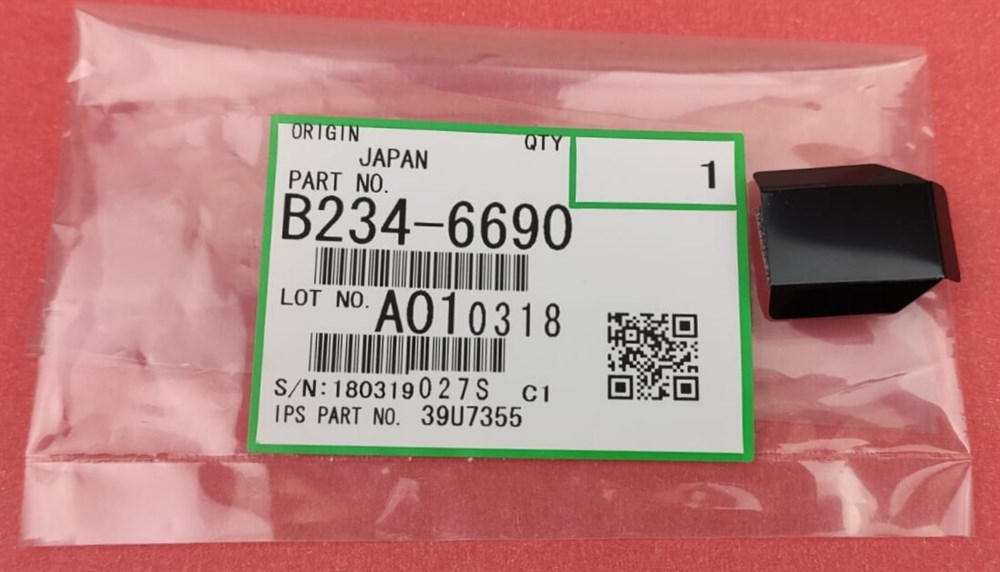 ORIGIN QTY
JAPAN 1
PART NO.
B234-6690
LOT NO. A010318
S/N:180319027S C1
IPS PART NO. 39U7355